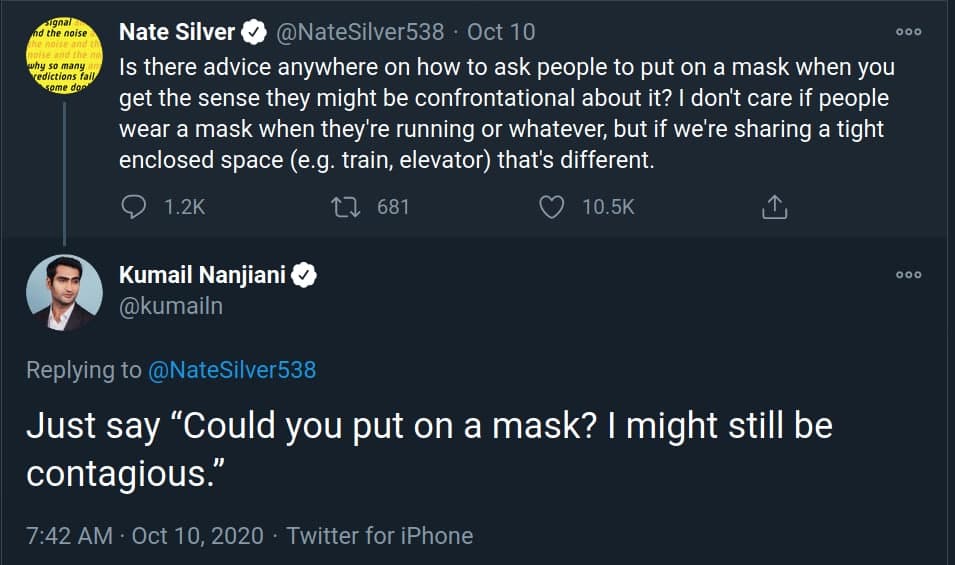 signal
and the noise
the noise and th
noise and the no
why so many
redictions fail
some do
Nate Silver @NateSilver538 · Oct 10
Is there advice anywhere on how to ask people to put on a mask when you
get the sense they might be confrontational about it? I don't care if people
wear a mask when they're running or whatever, but if we're sharing a tight
enclosed space (e.g. train, elevator) that's different.
1.2K 681 10.5K
Kumail Nanjiani
@kumailn
Replying to @NateSilver538
Just say “Could you put on a mask? I might still be
contagious.”
7:42 AM · Oct 10, 2020 · Twitter for iPhone